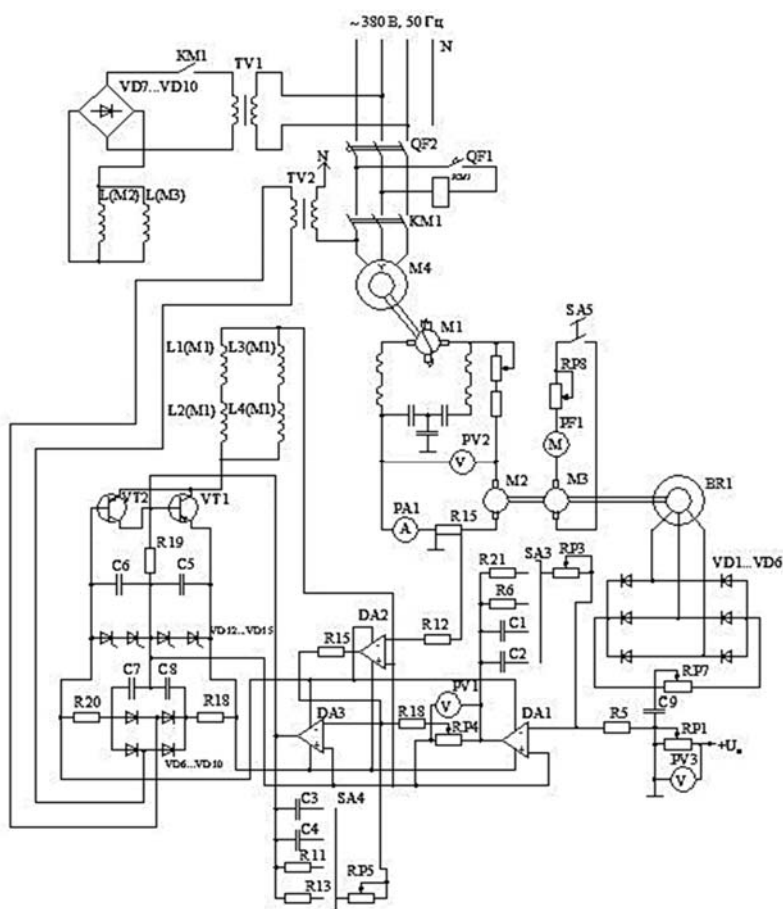 ~380 В, 50 Гц
N
KM1
TV1
VD7...VD10
QF2
QF1
KM1
TV2
N
L(M2)
L(M3)
KM1
M4
SA5
M1
L1(M1)
L3(M1)
RP8
L2(M1)
L4(M1)
PF1
M
PV2
V
M2
M3
BR1
VT2
VT1
PA1
A
R15
R19
SA3
RP3
C6
C5
R21
VD1...VD6
R6
DA2
R12
C1
VD12...VD15
R15
C2
RP7
C7
C8
PV1
V
C9
R20
R18
DA3
R18
RP4
DA1
R5
RP1
+Uя
PV3
V
VD6...VD10
C3
SA4
C4
R11
RP5
R13